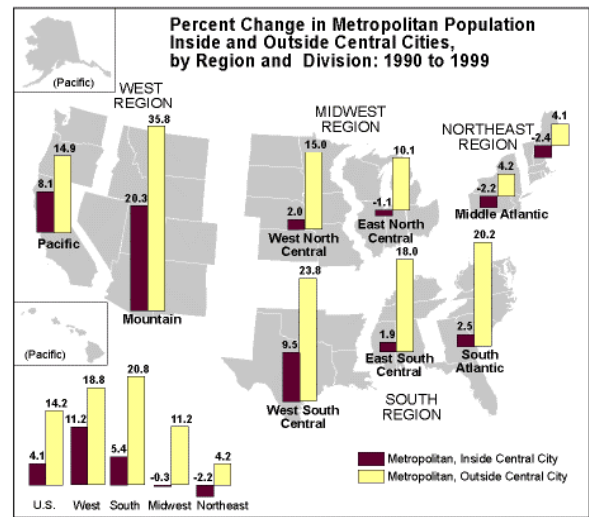 Percent Change in Metropolitan Population
Inside and Outside Central Cities,
by Region and Division: 1990 to 1999
(Pacific)
WEST
REGION
35.8
14.9
8.1
20.3
Pacific
Mountain
MIDWEST
REGION
15.0
2.0
West North
Central
10.1
-1.1
East North
Central
NORTHEAST
REGION
4.1
-2.4
4.2
-2.2
Middle Atlantic
23.8
9.5
West South
Central
18.0
1.9
East South
Central
20.2
2.5
South
Atlantic
SOUTH
REGION
(Pacific)
14.2
4.1
U.S.
18.8
11.2
West
20.8
5.4
South
11.2
-0.3
Midwest
4.2
-2.2
Northeast
Metropolitan, Inside Central City
Metropolitan, Outside Central City